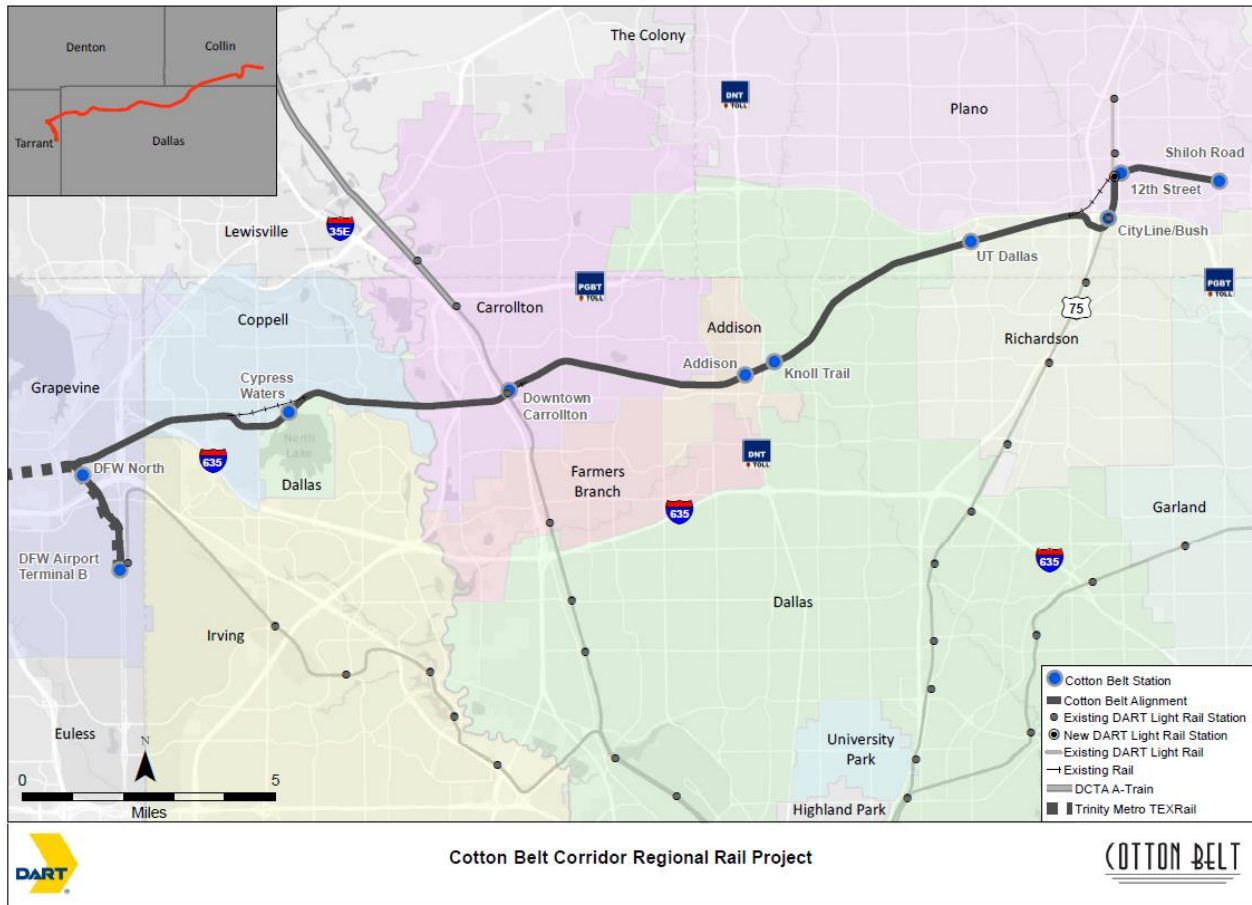 Denton
Collin
Tarrant
Dallas
The Colony
DNT
TOLL
Plano
Shiloh Road
12th Street
CityLine/Bush
UT Dallas
Lewisville
35E
PGBT
TOLL
PGBT
TOLL
Carrollton
75
Richardson
Coppell
Addison
Addison
Knoll Trail
Cypress
Waters
Grapevine
Downtown
Carrollton
North
Lake
635
DFW North
Dallas
Farmers
Branch
DNT
TOLL
635
Garland
DFW Airport
Terminal B
635
Dallas
Irving
Euless
University
Park
Highland Park
N
0
5
Miles
Cotton Belt Station
Cotton Belt Alignment
Existing DART Light Rail Station
New DART Light Rail Station
Existing DART Light Rail
Existing Rail
DCTA A-Train
Trinity Metro TEXRail
DART
Cotton Belt Corridor Regional Rail Project
COTTON BELT